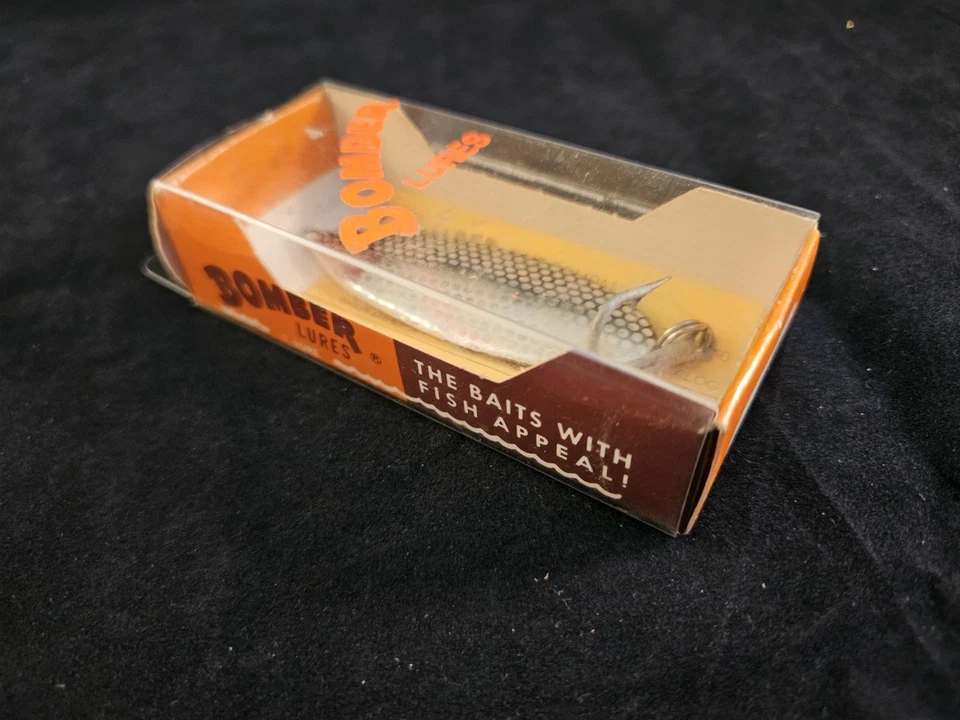 BOMBER
LURES
BOMBER
LURES ®
THE BAITS WITH
FISH APPEAL!